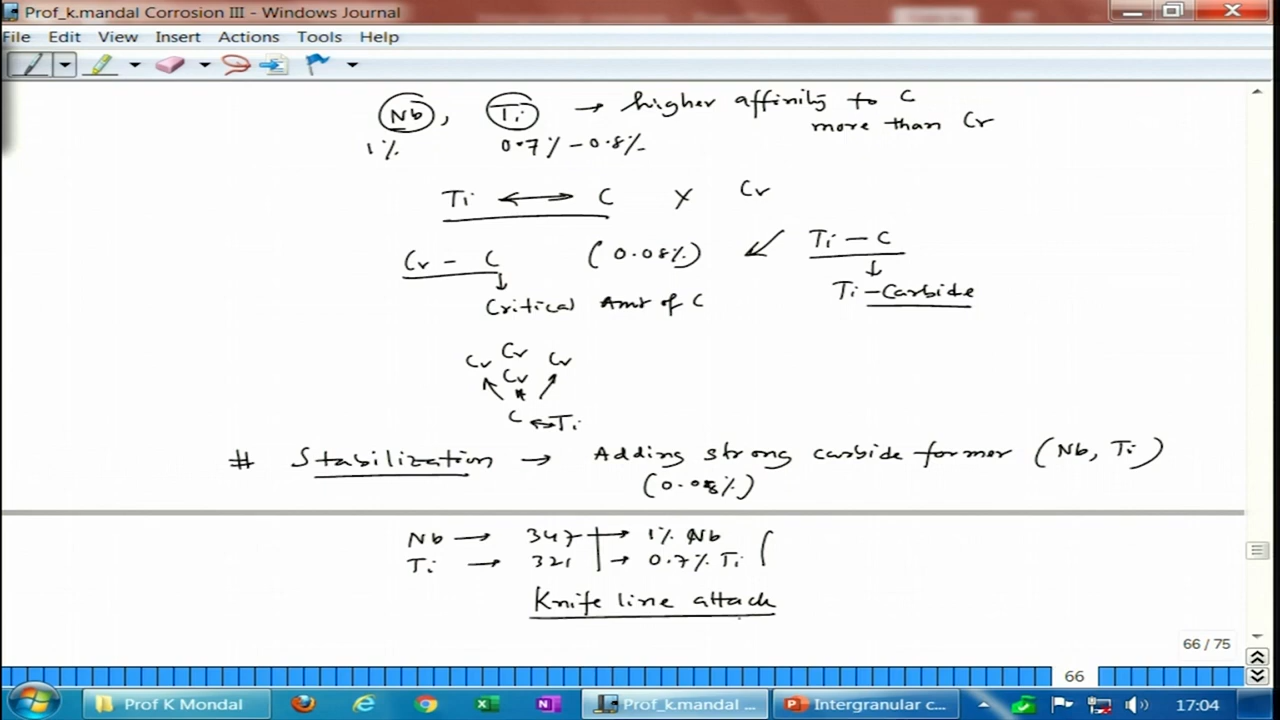 Prof_k.mandal Corrosion III - Windows Journal
File Edit View Insert Actions Tools Help
Nb, Ti → higher affinity to C
more than Cr
1% 0.7% - 0.8%
Ti ↔ C X Cr
Cr - C (0.08%) ↙ Ti - C
↓ ↓
Critical Amt of C Ti - Carbide
Cr Cr Cr
Cr
C ↔ Ti
# Stabilization → Adding strong carbide former (Nb, Ti)
(0.08%)
Nb → 347 → 1% Nb
Ti → 321 → 0.7% Ti
Knife line attack
66 / 75
66
Prof K Mondal
Prof_k.mandal ...
Intergranular c...
17:04